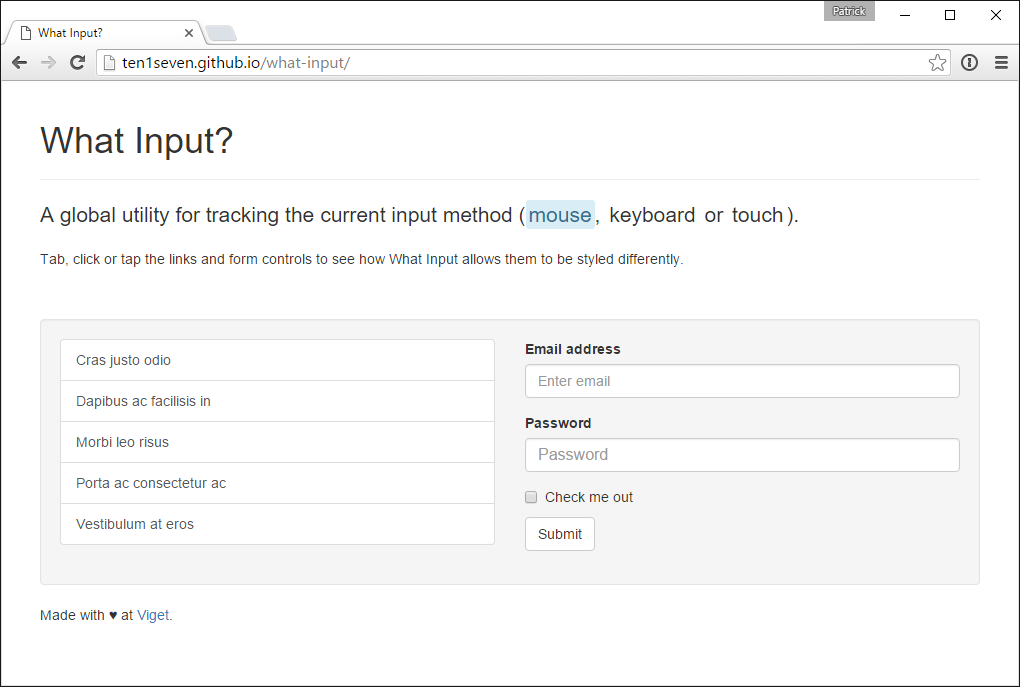 Patrick
What Input?
ten1seven.github.io/what-input/
What Input?
A global utility for tracking the current input method (mouse, keyboard or touch).
Tab, click or tap the links and form controls to see how What Input allows them to be styled differently.
Cras justo odio
Dapibus ac facilisis in
Morbi leo risus
Porta ac consectetur ac
Vestibulum at eros
Email address
Enter email
Password
Password
Check me out
Submit
Made with ♥ at Viget.